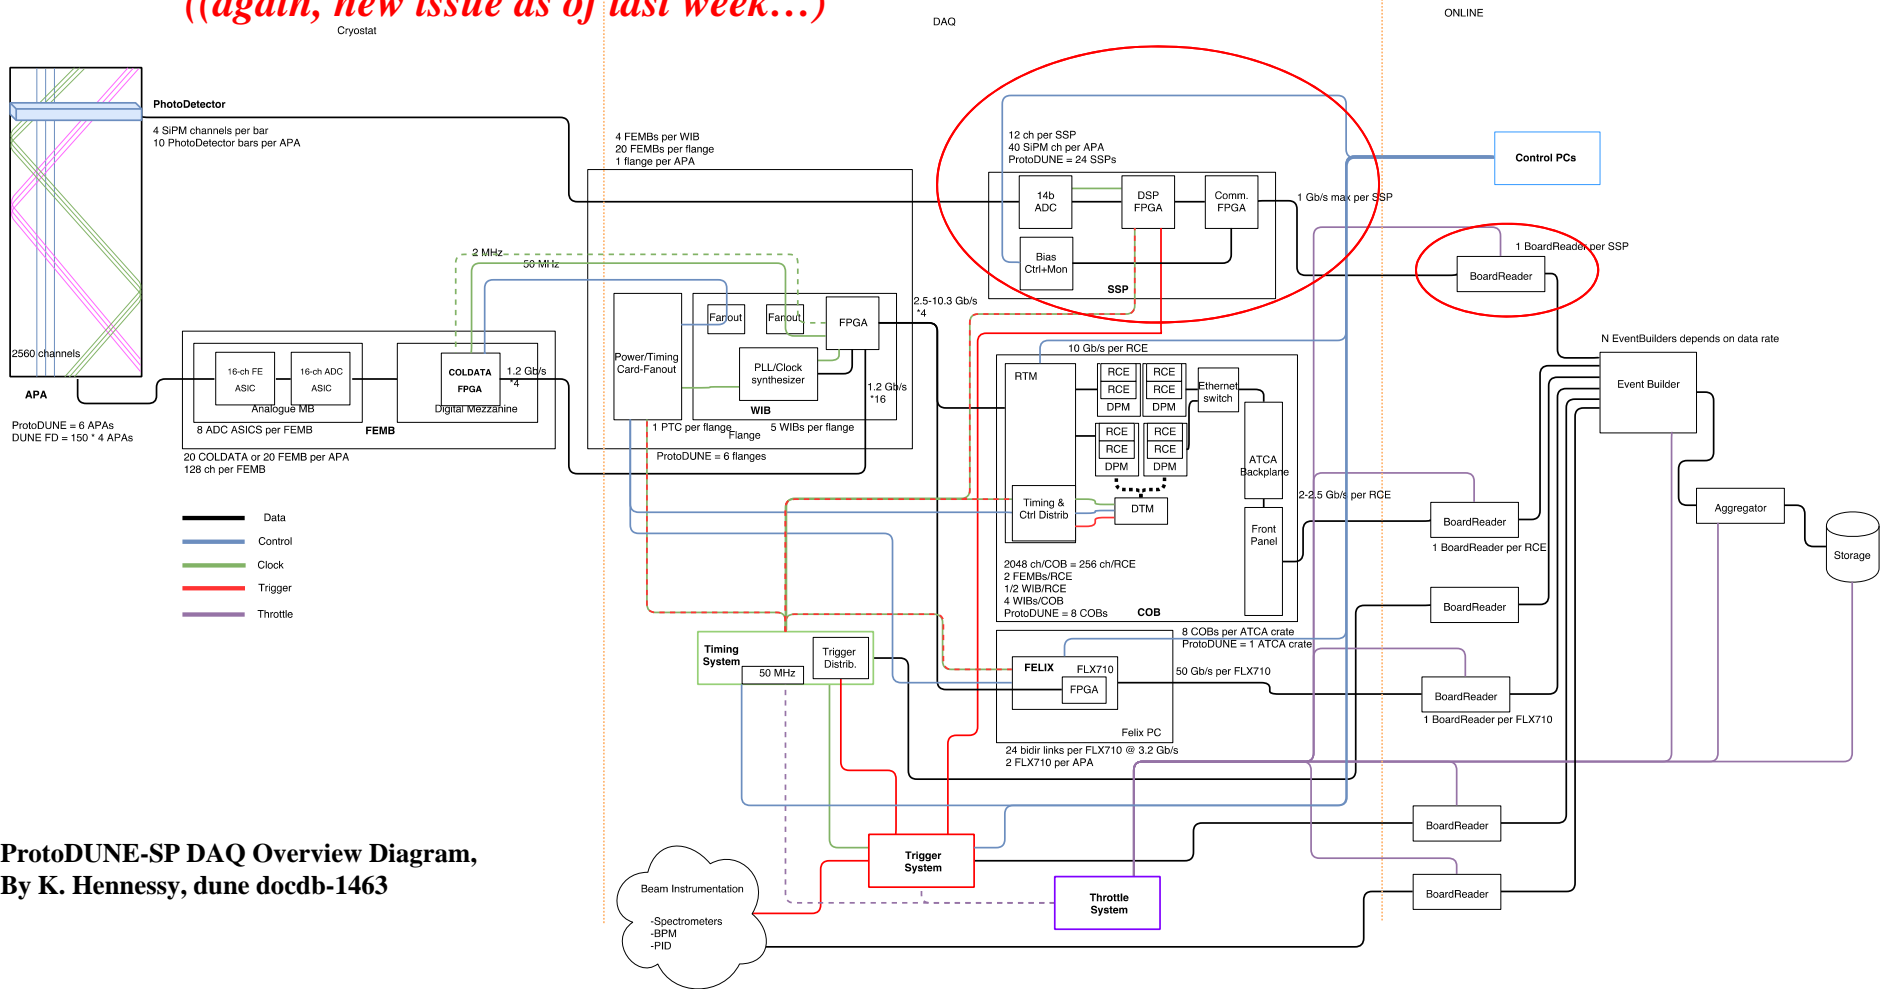 ((again, new issue as of last week…)
Cryostat
DAQ
ONLINE
PhotoDetector
4 SiPM channels per bar
10 PhotoDetector bars per APA
2560 channels
APA
ProtoDUNE = 6 APAs
DUNE FD = 150 * 4 APAs
2 MHz
50 MHz
16-ch FE
ASIC
16-ch ADC
ASIC
Analogue MB
8 ADC ASICS per FEMB
FEMB
COLDATA
FPGA
Digital Mezzanine
1.2 Gb/s
*4
20 COLDATA or 20 FEMB per APA
128 ch per FEMB
Data
Control
Clock
Trigger
Throttle
4 FEMBs per WIB
20 FEMBs per flange
1 flange per APA
Power/Timing
Card-Fanout
Fanout
Fanout
FPGA
PLL/Clock
synthesizer
WIB
1.2 Gb/s
*16
1 PTC per flange
5 WIBs per flange
Flange
ProtoDUNE = 6 flanges
2.5-10.3 Gb/s
*4
12 ch per SSP
40 SiPM ch per APA
ProtoDUNE = 24 SSPs
14b
ADC
DSP
FPGA
Comm.
FPGA
Bias
Ctrl+Mon
SSP
1 Gb/s max per SSP
Control PCs
1 BoardReader per SSP
BoardReader
10 Gb/s per RCE
RTM
RCE
RCE
DPM
RCE
RCE
DPM
RCE
RCE
DPM
RCE
RCE
DPM
Ethernet
switch
ATCA
Backplane
Timing &
Ctrl Distrib
DTM
Front
Panel
2048 ch/COB = 256 ch/RCE
2 FEMBs/RCE
1/2 WIB/RCE
4 WIBs/COB
ProtoDUNE = 8 COBs
COB
2-2.5 Gb/s per RCE
8 COBs per ATCA crate
ProtoDUNE = 1 ATCA crate
FELIX
FLX710
FPGA
Felix PC
50 Gb/s per FLX710
24 bidir links per FLX710 @ 3.2 Gb/s
2 FLX710 per APA
N EventBuilders depends on data rate
Event Builder
Aggregator
Storage
BoardReader
1 BoardReader per RCE
BoardReader
BoardReader
1 BoardReader per FLX710
BoardReader
BoardReader
Timing
System
50 MHz
Trigger
Distrib.
Trigger
System
Throttle
System
Beam Instrumentation
-Spectrometers
-BPM
-PID
ProtoDUNE-SP DAQ Overview Diagram,
By K. Hennessy, dune docdb-1463